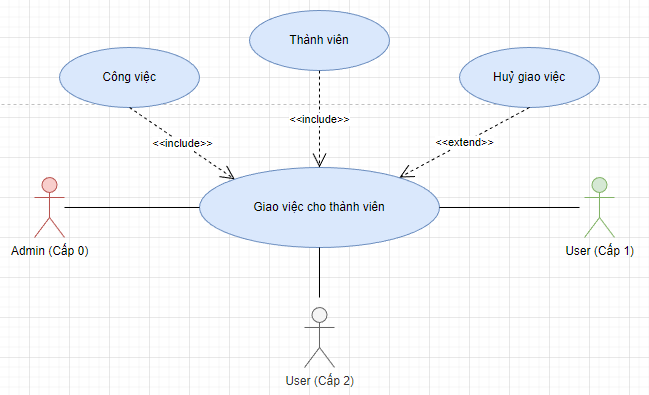 Thành viên
Công việc
Huỷ giao việc
<<include>>
<<include>>
<<extend>>
Giao việc cho thành viên
Admin (Cấp 0)
User (Cấp 1)
User (Cấp 2)